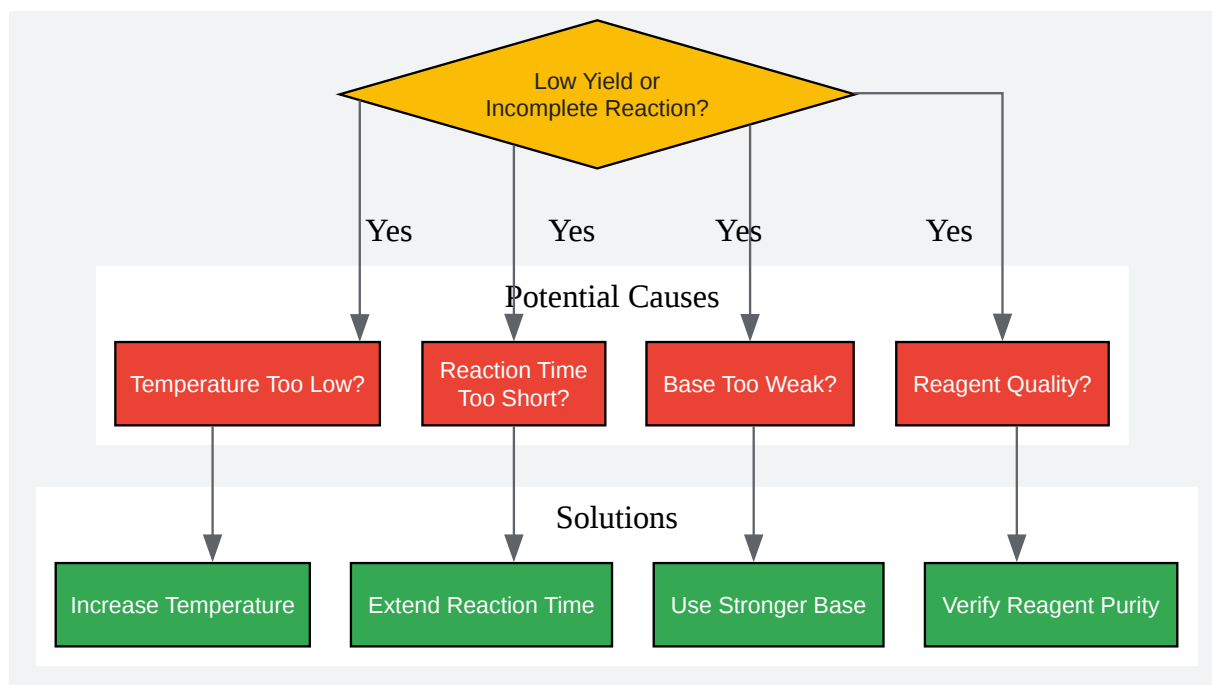 Low Yield or
Incomplete Reaction?
Yes
Yes
Yes
Yes
Potential Causes
Temperature Too Low?
Reaction Time
Too Short?
Base Too Weak?
Reagent Quality?
Solutions
Increase Temperature
Extend Reaction Time
Use Stronger Base
Verify Reagent Purity